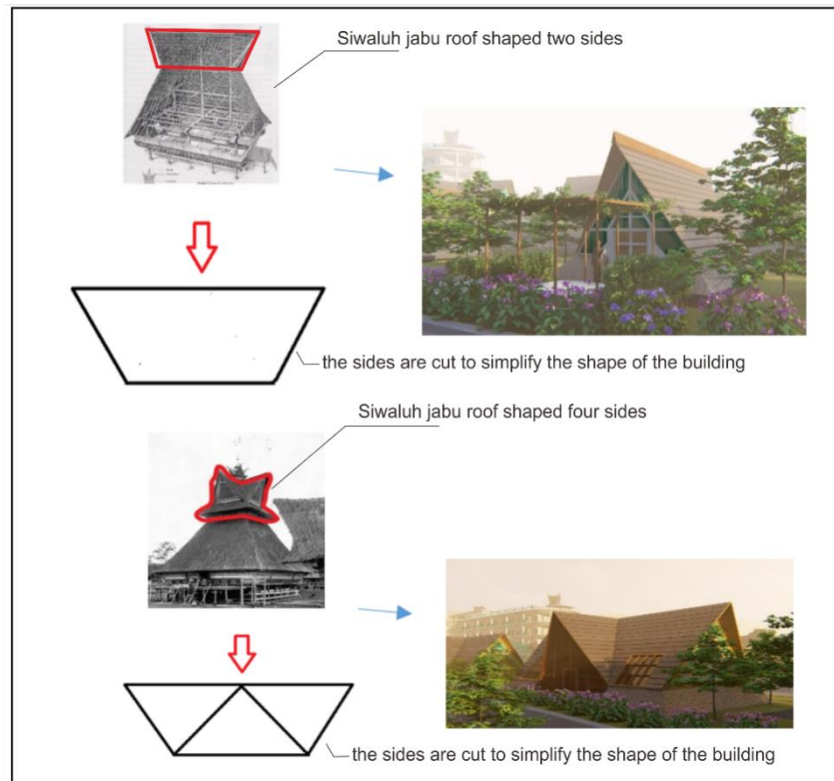 Siwaluh jabu roof shaped two sides
the sides are cut to simplify the shape of the building
Siwaluh jabu roof shaped four sides
the sides are cut to simplify the shape of the building